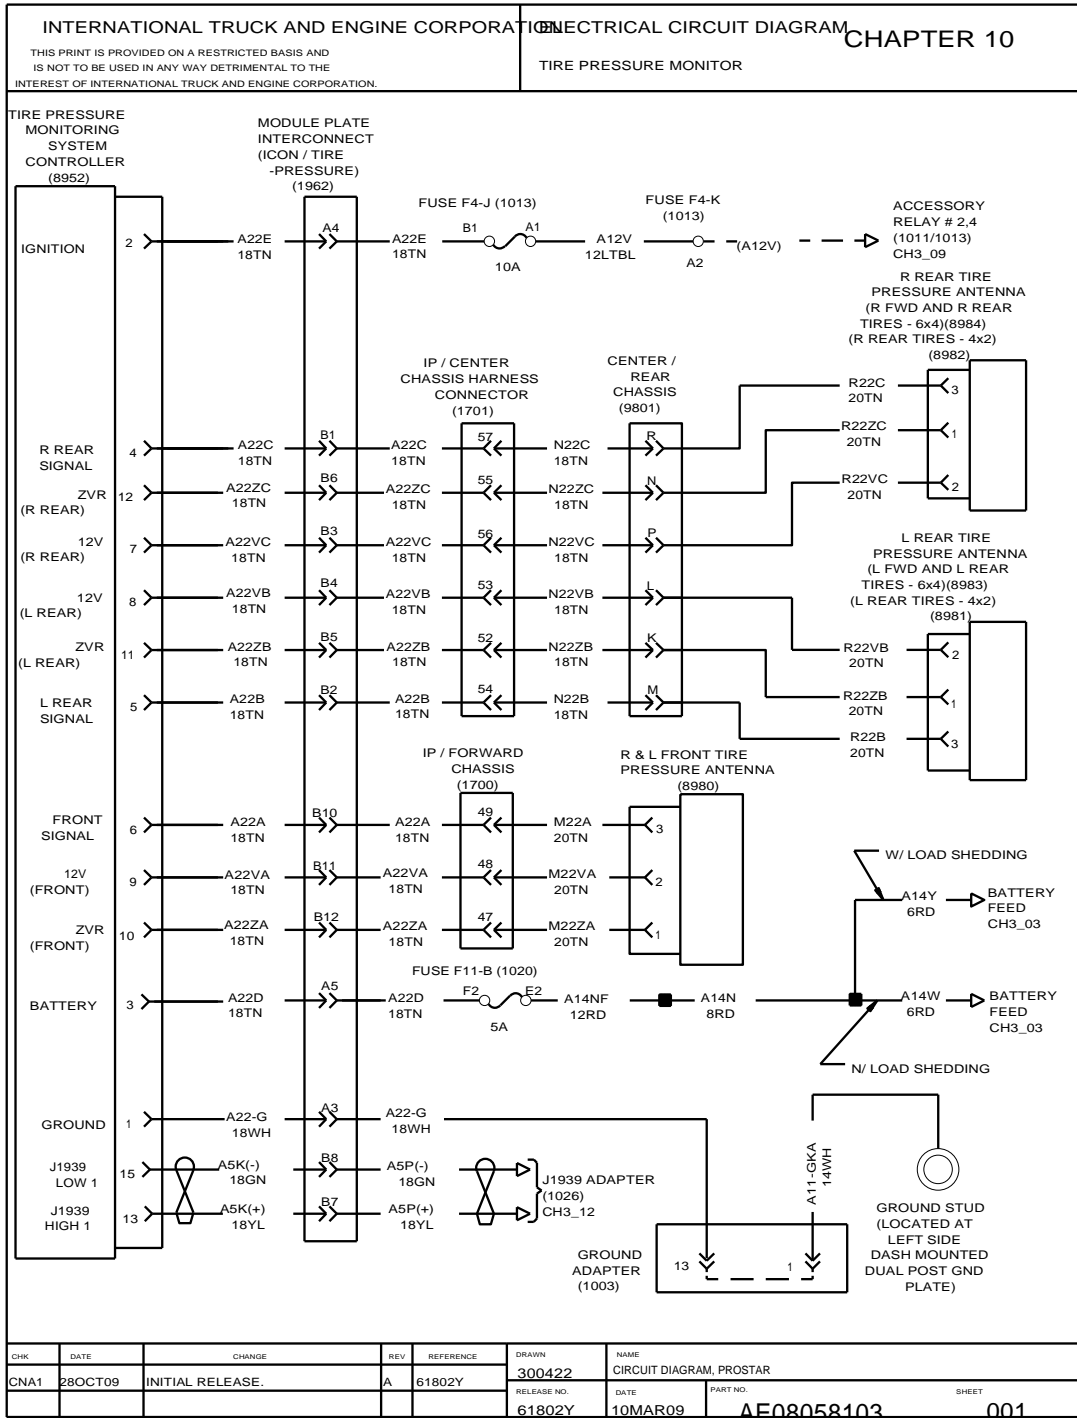 INTERNATIONAL TRUCK AND ENGINE CORPORATION
THIS PRINT IS PROVIDED ON A RESTRICTED BASIS AND
IS NOT TO BE USED IN ANY WAY DETRIMENTAL TO THE
INTEREST OF INTERNATIONAL TRUCK AND ENGINE CORPORATION.
ELECTRICAL CIRCUIT DIAGRAM
CHAPTER 10
TIRE PRESSURE MONITOR
TIRE PRESSURE
MONITORING
SYSTEM
CONTROLLER
(8952)
MODULE PLATE
INTERCONNECT
(ICON / TIRE
-PRESSURE)
(1962)
FUSE F4-J (1013)
FUSE F4-K
(1013)
ACCESSORY
RELAY # 2,4
(1011/1013)
CH3_09
IGNITION 2 A22E A4 A22E B1 A1 A12V (A12V)
18TN 18TN 10A 12LTBL A2
R REAR TIRE
PRESSURE ANTENNA
(R FWD AND R REAR
TIRES - 6x4)(8984)
(R REAR TIRES - 4x2)
(8982)
IP / CENTER
CHASSIS HARNESS
CONNECTOR
(1701)
CENTER /
REAR
CHASSIS
(9801)
R22C 3
20TN
R22ZC 1
20TN
R22VC 2
20TN
R REAR
SIGNAL 4 A22C B1 A22C 57 N22C R
18TN 18TN 18TN
ZVR
(R REAR) 12 A22ZC B6 A22ZC 55 N22ZC N
18TN 18TN 18TN
12V
(R REAR) 7 A22VC B3 A22VC 56 N22VC P
18TN 18TN 18TN
12V
(L REAR) 8 A22VB B4 A22VB 53 N22VB L
18TN 18TN 18TN
ZVR
(L REAR) 11 A22ZB B5 A22ZB 52 N22ZB K
18TN 18TN 18TN
L REAR
SIGNAL 5 A22B B2 A22B 54 N22B M
18TN 18TN 18TN
L REAR TIRE
PRESSURE ANTENNA
(L FWD AND L REAR
TIRES - 6x4)(8983)
(L REAR TIRES - 4x2)
(8981)
R22VB 2
20TN
R22ZB 1
20TN
R22B 3
20TN
IP / FORWARD
CHASSIS
(1700)
R & L FRONT TIRE
PRESSURE ANTENNA
(8980)
FRONT
SIGNAL 6 A22A B10 A22A 49 M22A 3
18TN 18TN 20TN
12V
(FRONT) 9 A22VA B11 A22VA 48 M22VA 2
18TN 18TN 20TN
ZVR
(FRONT) 10 A22ZA B12 A22ZA 47 M22ZA 1
18TN 18TN 20TN
W/ LOAD SHEDDING
A14Y
6RD
BATTERY
FEED
CH3_03
FUSE F11-B (1020)
BATTERY 3 A22D A5 A22D F2 E2 A14NF A14N A14W
18TN 18TN 5A 12RD 8RD 6RD
BATTERY
FEED
CH3_03
N/ LOAD SHEDDING
GROUND 1 A22-G A3 A22-G
18WH 18WH
J1939
LOW 1 15 A5K(-) B8 A5P(-)
18GN 18GN
J1939
HIGH 1 13 A5K(+) B7 A5P(+)
18YL 18YL
J1939 ADAPTER
(1026)
CH3_12
A11-GKA
14WH
GROUND STUD
(LOCATED AT
LEFT SIDE
DASH MOUNTED
DUAL POST GND
PLATE)
GROUND
ADAPTER
(1003)
13 1
CHK DATE CHANGE REV REFERENCE
CNA1 28OCT09 INITIAL RELEASE. A 61802Y
DRAWN
300422
NAME
CIRCUIT DIAGRAM, PROSTAR
RELEASE NO.
61802Y
DATE
10MAR09
PART NO.
AE08058103
SHEET
001